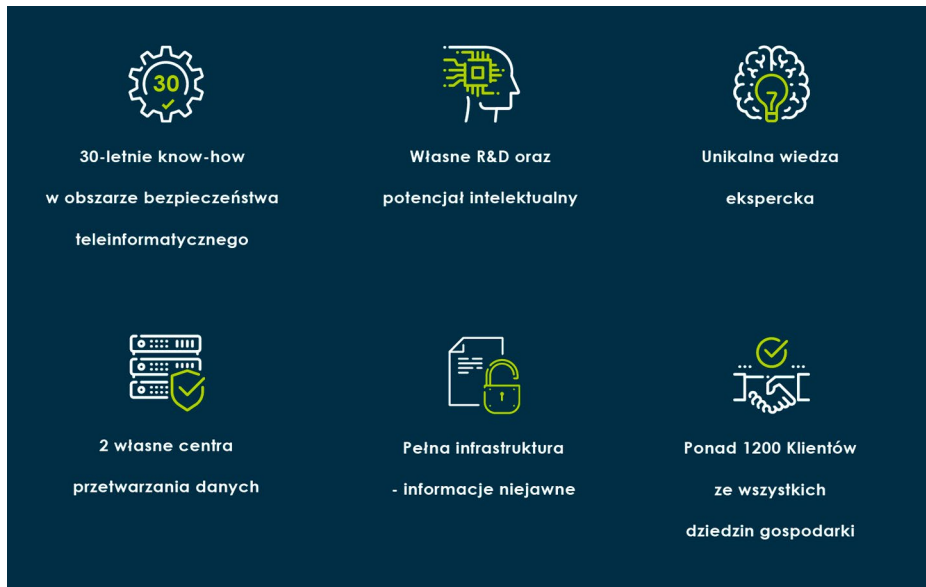 30
30-letnie know-how
w obszarze bezpieczeństwa
teleinformatycznego
Własne R&D oraz
potencjał intelektualny
Unikalna wiedza
ekspercka
2 własne centra
przetwarzania danych
Pełna infrastruktura
- informacje niejawne
Ponad 1200 Klientów
ze wszystkich
dziedzin gospodarki